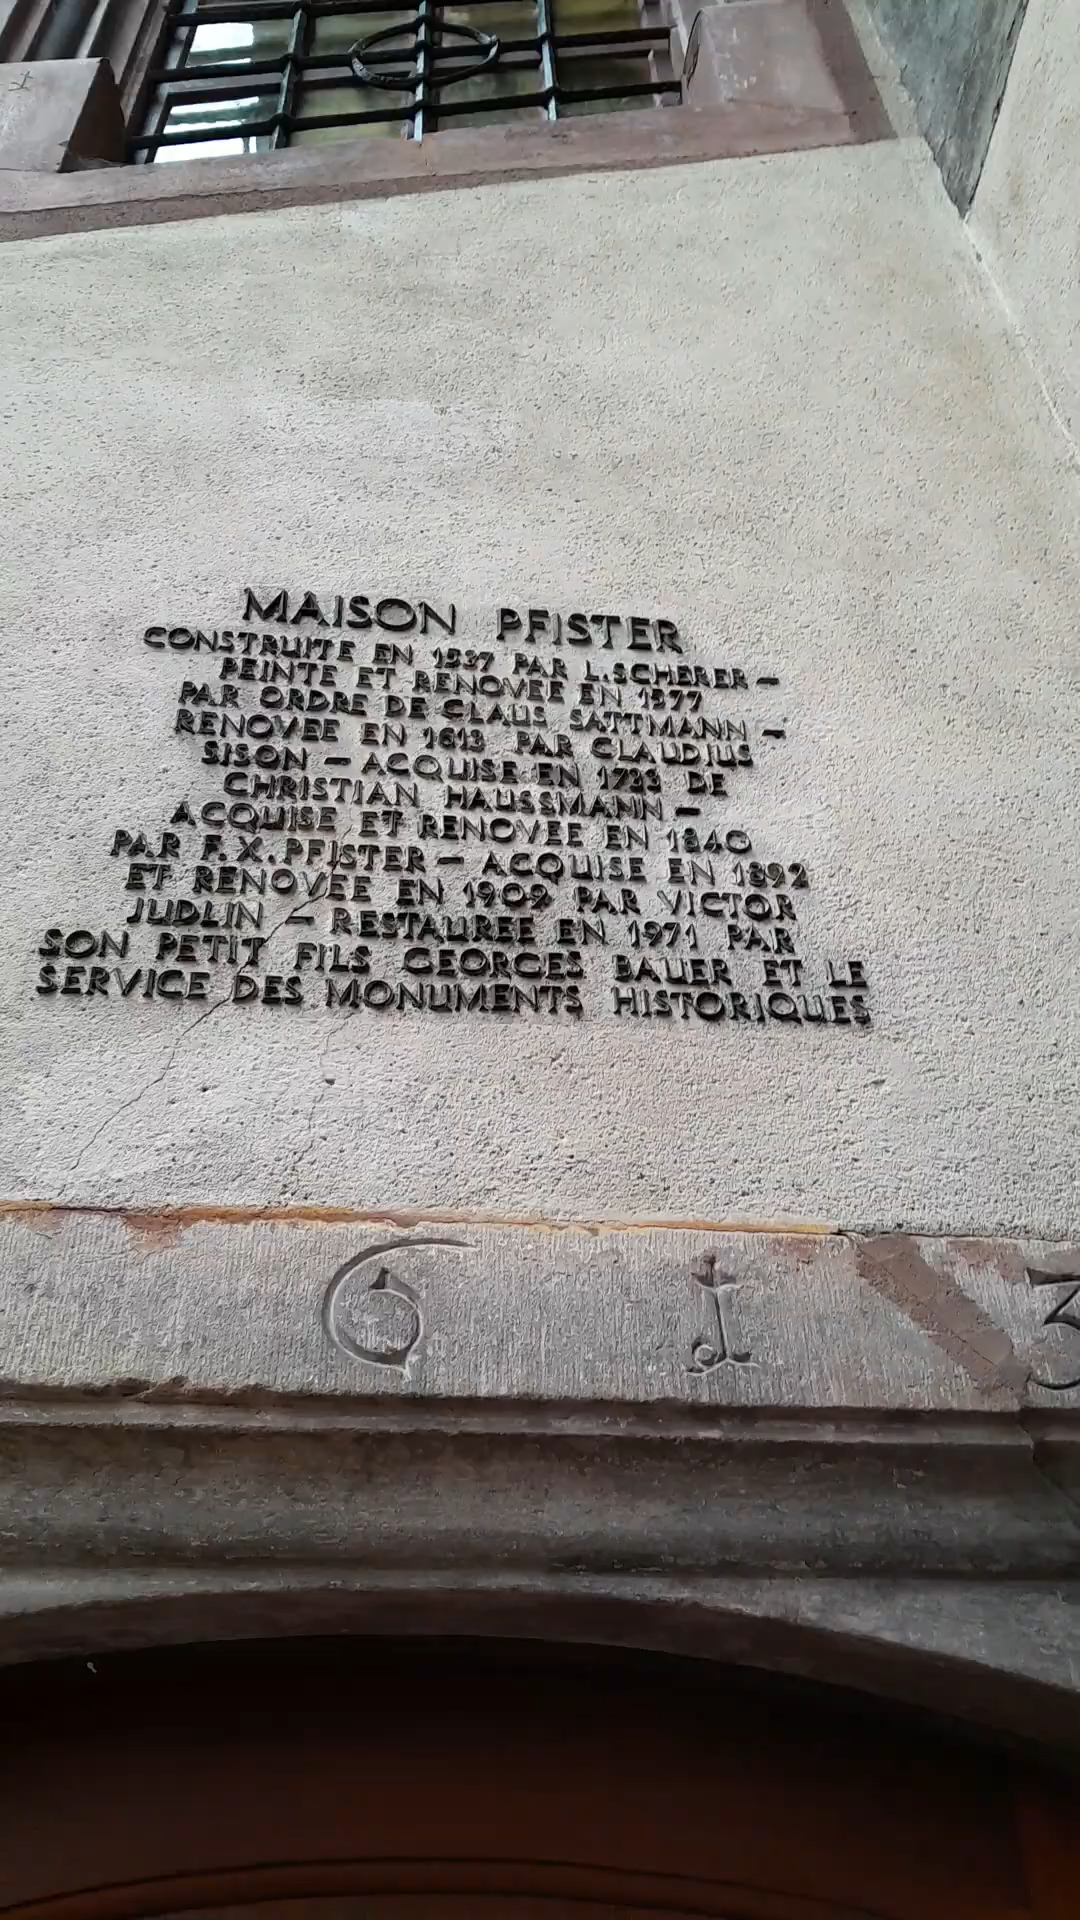 MAISON PFISTER
CONSTRUITE EN 1537 PAR L.SCHERER –
PEINTE ET RENOVEE EN 1577
PAR ORDRE DE CLAUS SATTMANN –
RENOVEE EN 1613 PAR CLAUDIUS
SISON – ACQUISE EN 1733 DE
CHRISTIAN HAUSSMANN –
ACQUISE ET RENOVEE EN 1840
PAR F.X.PFISTER – ACQUISE EN 1892
ET RENOVEE EN 1909 PAR VICTOR
JUDLIN – RESTAUREE EN 1971 PAR
SON PETIT FILS GEORGES BAUER ET LE
SERVICE DES MONUMENTS HISTORIQUES
6 1 3